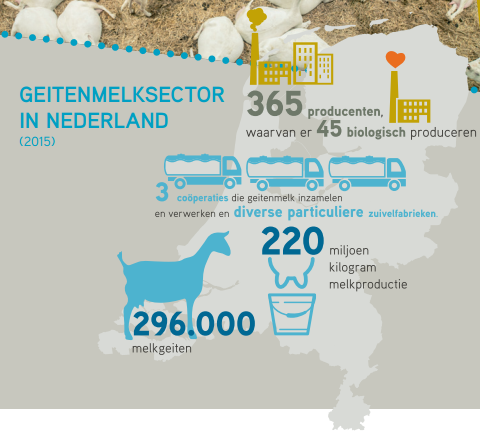 GEITENMELKSECTOR
IN NEDERLAND
(2015)
365 producenten,
waarvan er 45 biologisch produceren
3 coöperaties die geitenmelk inzamelen
en verwerken en diverse particuliere zuivelfabrieken.
220 miljoen
kilogram
melkproductie
296.000
melkgeiten